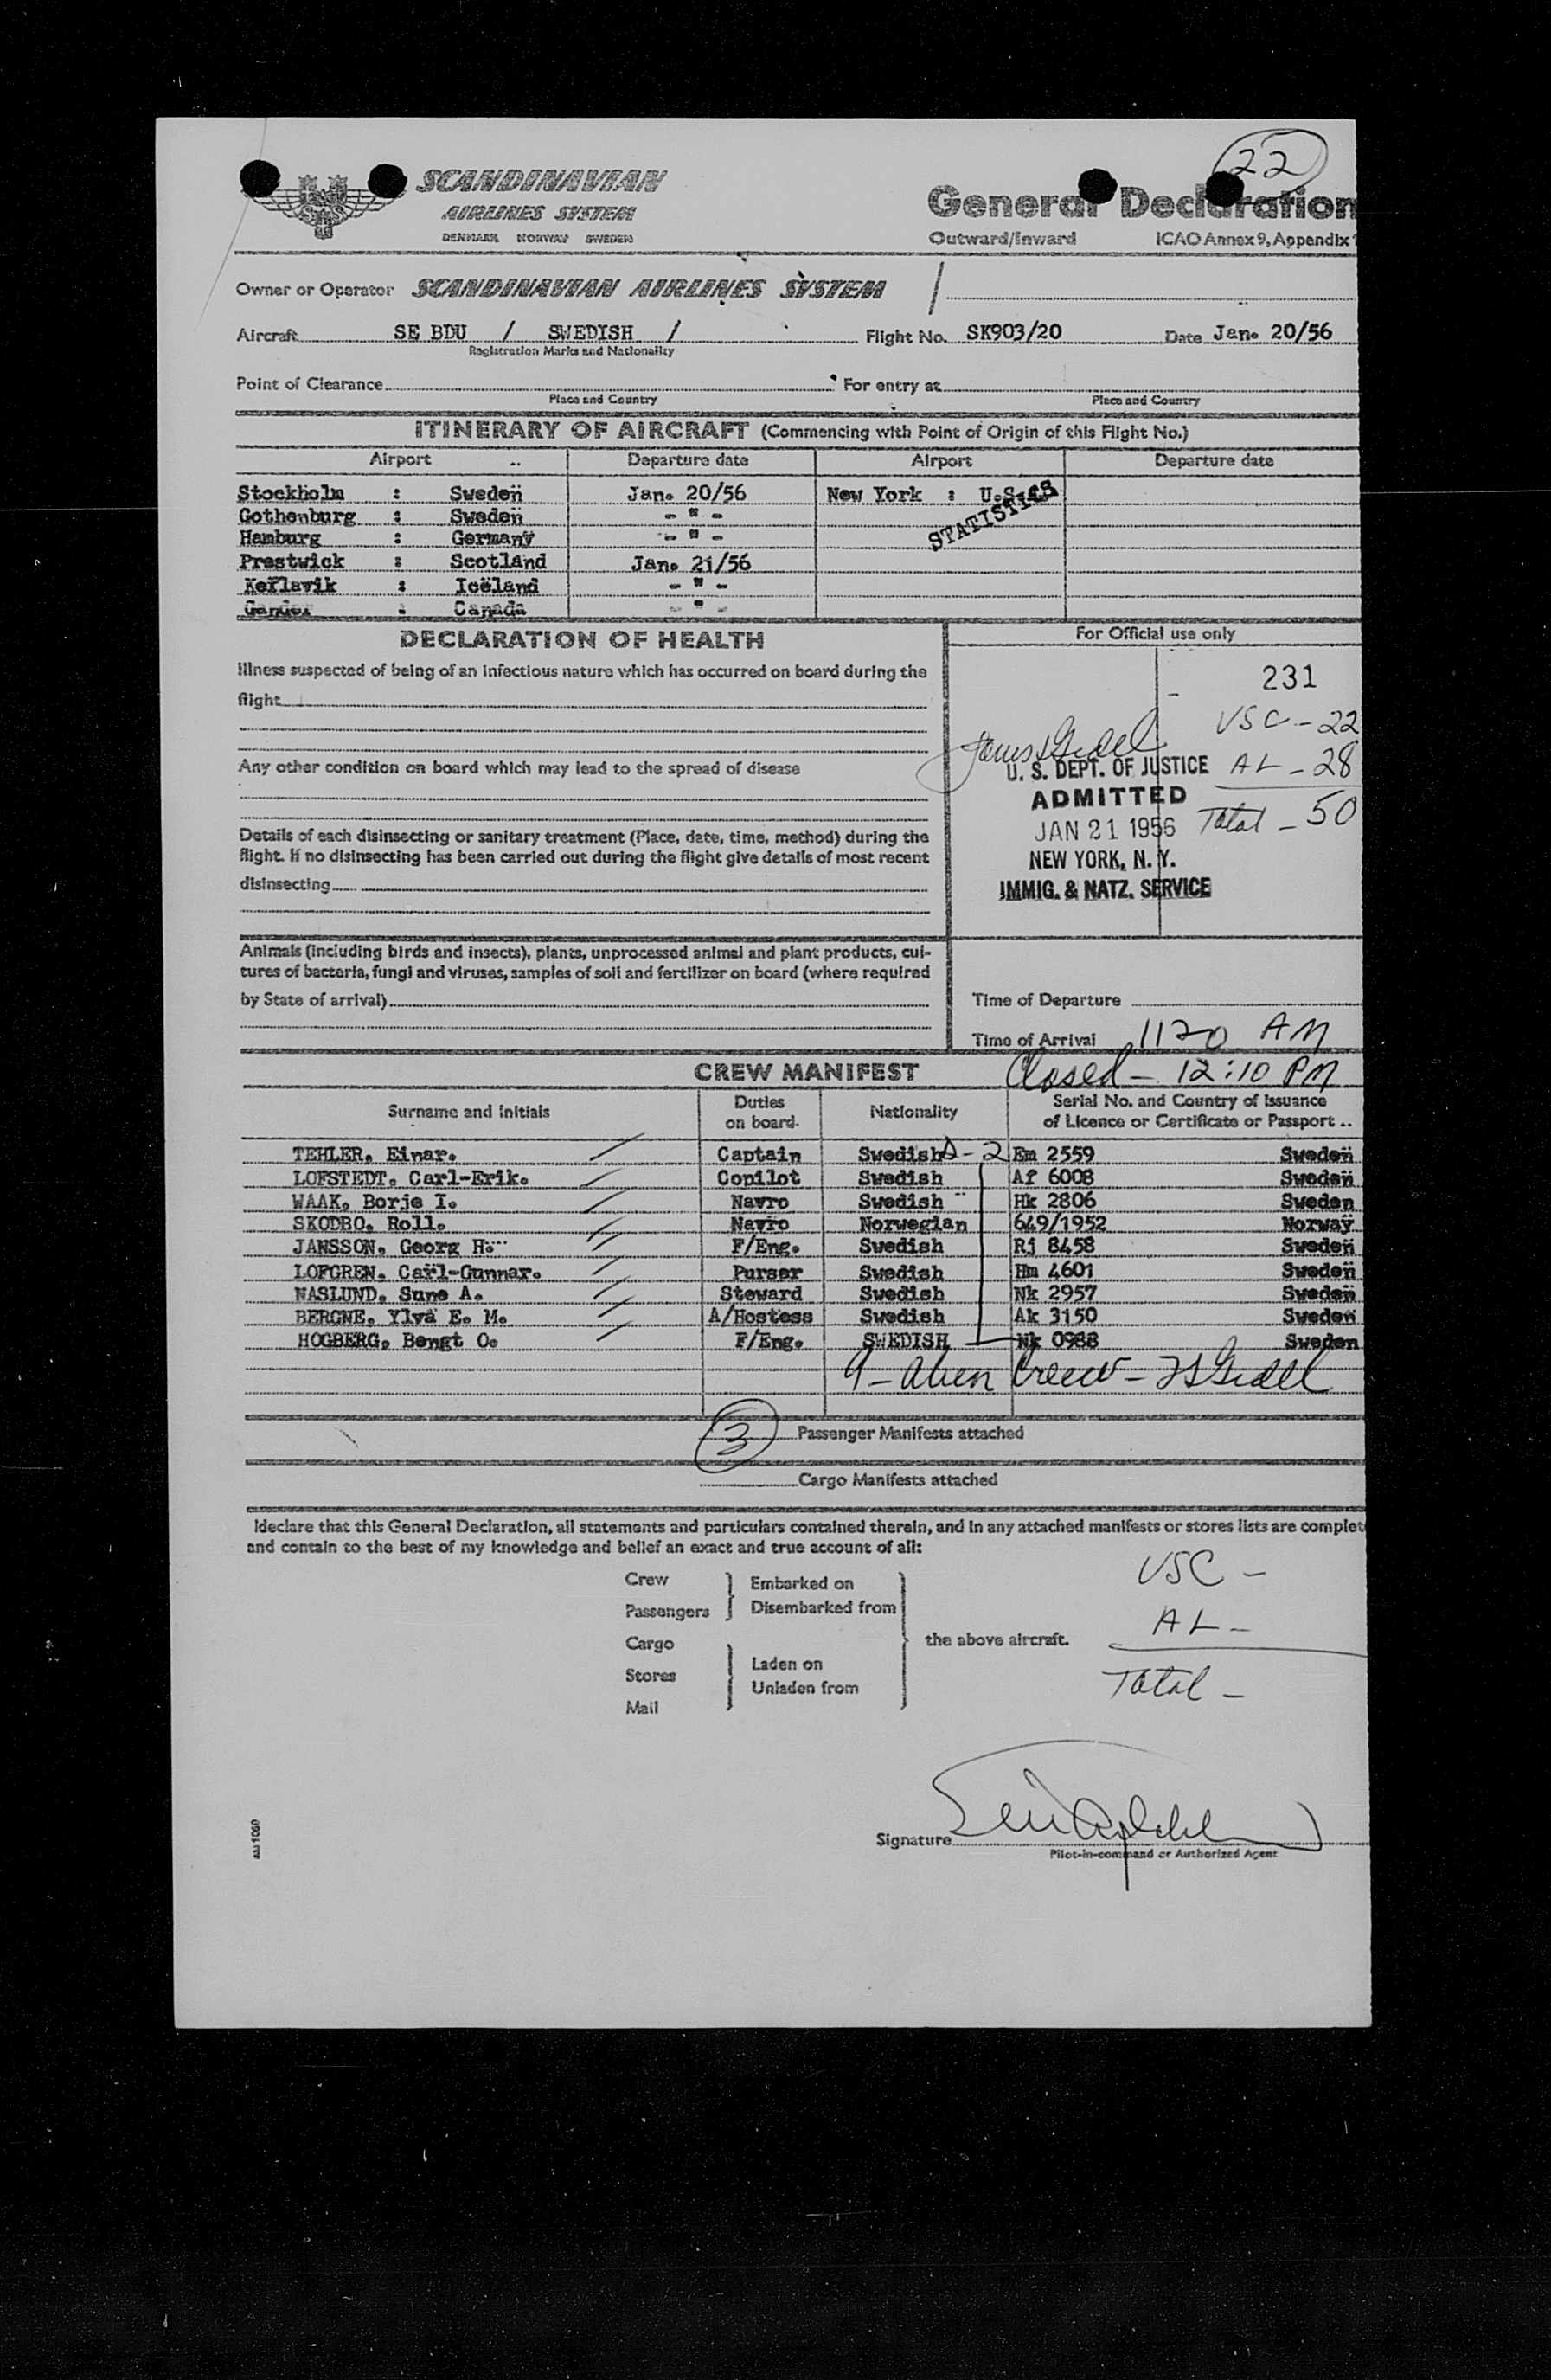 22
SCANDINAVIAN
AIRLINES SYSTEM
DENMARK NORWAY SWEDEN
General Declaration
Outward/Inward ICAO Annex 9, Appendix 1
Owner or Operator SCANDINAVIAN AIRLINES SYSTEM
Aircraft SE BDU / SWEDISH / Flight No. SK903/20 Date Jan. 20/56
Registration Marks and Nationality
Point of Clearance For entry at
Place and Country Place and Country
ITINERARY OF AIRCRAFT (Commencing with Point of Origin of this Flight No.)
Airport Departure date Airport Departure date
Stockholm : Sweden Jan. 20/56 New York : U.S.
Gothenburg : Sweden - " -
STATISTICS
Hamburg : Germany - " -
Prestwick : Scotland Jan. 21/56
Keflavik : Iceland - " -
Gander : Canada - " -
DECLARATION OF HEALTH
For Official use only
Illness suspected of being of an infectious nature which has occurred on board during the
flight
231
USC - 22
Any other condition on board which may lead to the spread of disease
U. S. DEPT. OF JUSTICE AL - 28
ADMITTED
JAN 21 1956 Total - 50
NEW YORK, N. Y.
IMMIG. & NATZ. SERVICE
Details of each disinsecting or sanitary treatment (Place, date, time, method) during the
flight. If no disinsecting has been carried out during the flight give details of most recent
disinsecting
Animals (including birds and insects), plants, unprocessed animal and plant products, cul-
tures of bacteria, fungi and viruses, samples of soil and fertilizer on board (where required
by State of arrival)
Time of Departure
Time of Arrival 1120 AM
CREW MANIFEST Closed - 12:10 PM
Surname and Initials Duties on board. Nationality Serial No. and Country of Issuance of Licence or Certificate or Passport ..
TEHLER, Einar. Captain Swedish D-2 Em 2559 Sweden
LOFSTEDT, Carl-Erik. Copilot Swedish Af 6008 Sweden
WAAK, Borje I. Navro Swedish Hk 2806 Sweden
SKODBO, Roll. Navro Norwegian 649/1952 Norway
JANSSON, Georg H. F/Eng. Swedish Rj 8458 Sweden
LOFGREN, Carl-Gunnar. Purser Swedish Hm 4601 Sweden
NASLUND, Sune A. Steward Swedish Nk 2957 Sweden
BERGNE, Ylva E. M. A/Hostess Swedish Ak 3150 Sweden
HOGBERG, Bengt O. F/Eng. SWEDISH Nk 0988 Sweden
9 - Alien Crew -
3 Passenger Manifests attached
Cargo Manifests attached
I declare that this General Declaration, all statements and particulars contained therein, and in any attached manifests or stores lists are complet
and contain to the best of my knowledge and belief an exact and true account of all:
Crew Embarked on
Passengers Disembarked from
Cargo the above aircraft.
Stores Laden on
Mail Unladen from
USC -
AL -
Total -
Signature
Pilot-in-command or Authorized Agent